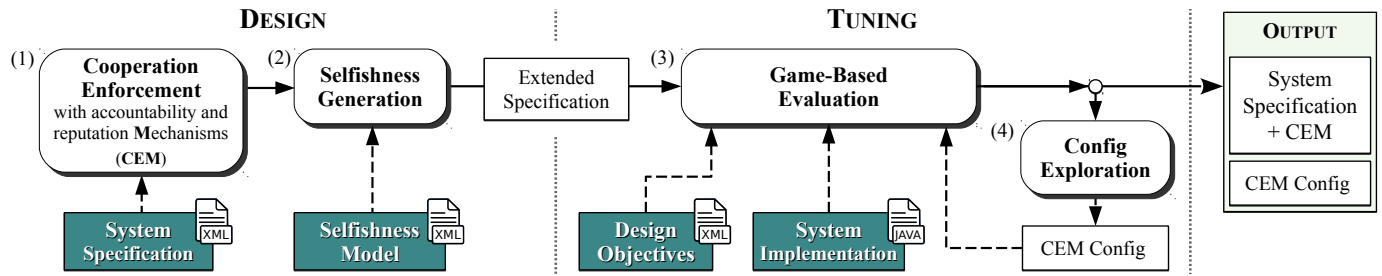 DESIGN
TUNING
(1)
Cooperation
Enforcement
with accountability and
reputation Mechanisms
(CEM)
(2)
Selfishness
Generation
Extended
Specification
(3)
Game-Based
Evaluation
(4)
Config
Exploration
OUTPUT
System
Specification
+ CEM
CEM Config
System
Specification
XML
Selfishness
Model
XML
Design
Objectives
XML
System
Implementation
JAVA
CEM Config